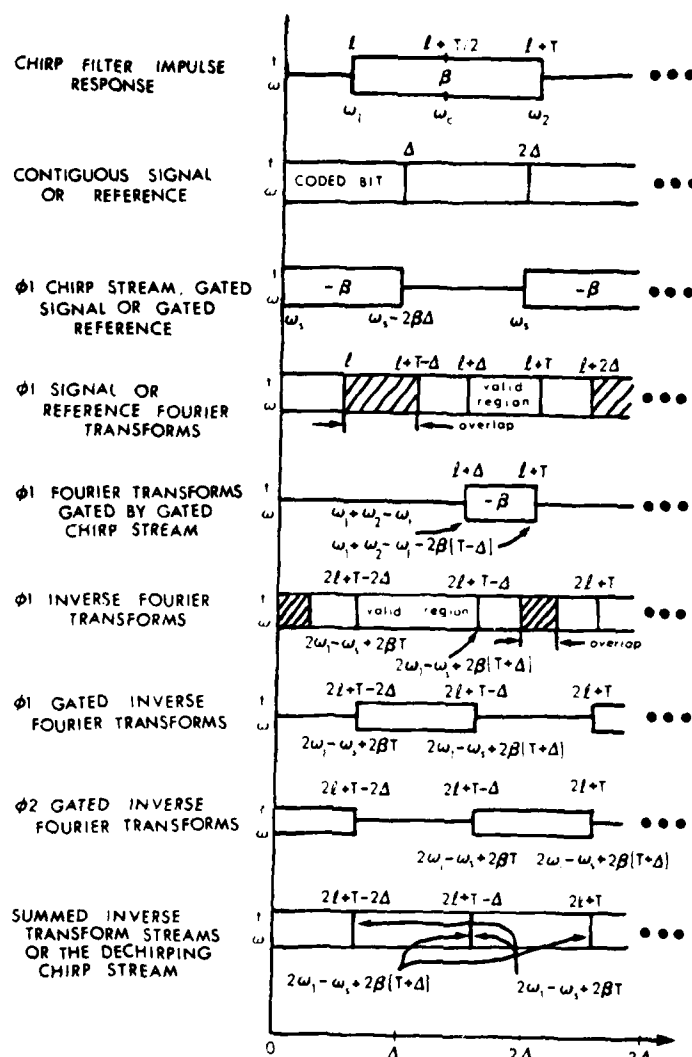 ℓ ℓ+T/2 ℓ+T
CHIRP FILTER IMPULSE
RESPONSE
t
ω
β
ω₁ ω_c ω₂
Δ 2Δ
CONTIGUOUS SIGNAL
OR REFERENCE
t
ω
CODED BIT
φ1 CHIRP STREAM, GATED
SIGNAL OR GATED
REFERENCE
t
ω
-β -β
ω_s ω_s-2βΔ ω_s
ℓ ℓ+T-Δ ℓ+Δ ℓ+T ℓ+2Δ
φ1 SIGNAL OR
REFERENCE FOURIER
TRANSFORMS
t
ω
valid
region
overlap
ℓ+Δ ℓ+T
φ1 FOURIER TRANSFORMS
GATED BY GATED
CHIRP STREAM
t
ω
-β
ω₁+ω₂-ω_s
ω₁+ω₂-ω₁-2β(T-Δ)
2ℓ+T-2Δ 2ℓ+T-Δ 2ℓ+T
φ1 INVERSE FOURIER
TRANSFORMS
t
ω
valid region
overlap
2ω₁-ω_s+2βT
2ω₁-ω_s+2β(T+Δ)
2ℓ+T-2Δ 2ℓ+T-Δ 2ℓ+T
φ1 GATED INVERSE
FOURIER TRANSFORMS
t
ω
2ω₁-ω_s+2βT 2ω₁-ω_s+2β(T+Δ)
2ℓ+T-2Δ 2ℓ+T-Δ 2ℓ+T
φ2 GATED INVERSE
FOURIER TRANSFORMS
t
ω
2ω₁-ω_s+2βT 2ω₁-ω_s+2β(T+Δ)
2ℓ+T-2Δ 2ℓ+T-Δ 2ℓ+T
SUMMED INVERSE
TRANSFORM STREAMS
OR THE DECHIRPING
CHIRP STREAM
t
ω
2ω₁-ω_s+2β(T+Δ) 2ω₁-ω_s+2βT
0 Δ 2Δ 3Δ